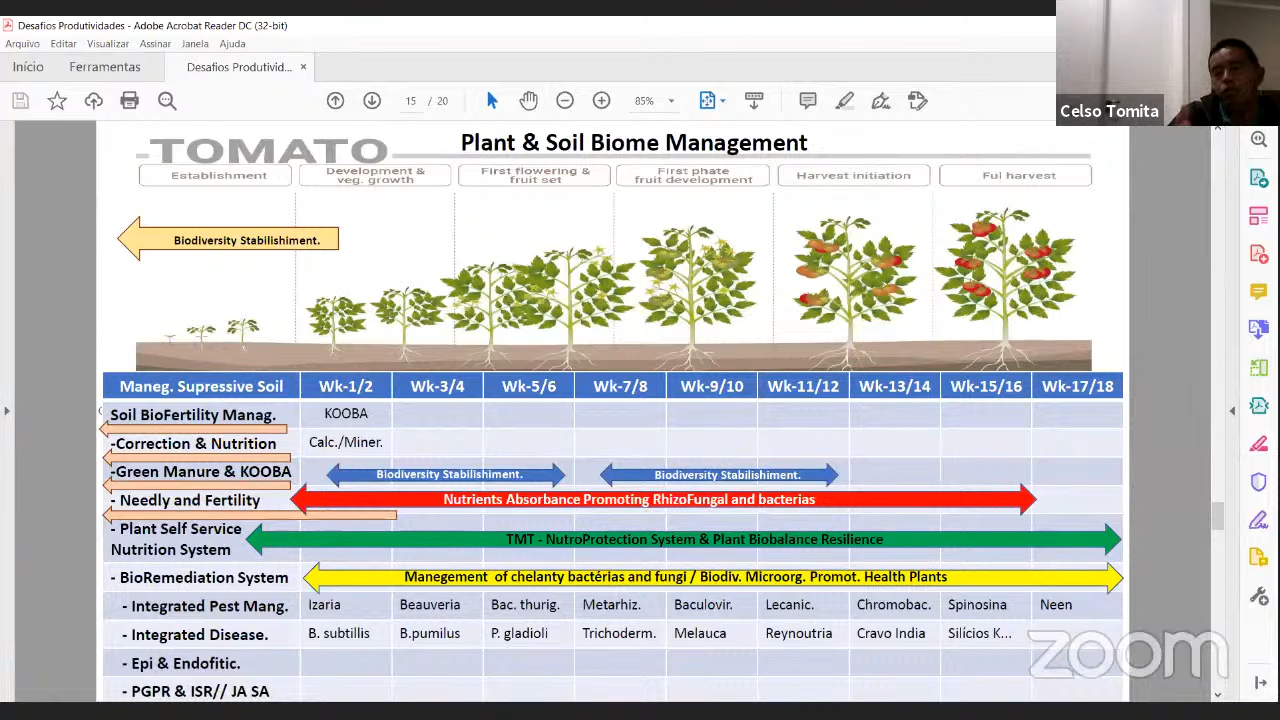 Desafios Produtividades - Adobe Acrobat Reader DC (32-bit)
Arquivo Editar Visualizar Assinar Janela Ajuda
Início Ferramentas Desafios Produtivid... ×
15 / 20 85%
Celso Tomita
TOMATO
Plant & Soil Biome Management
Establishment
Development & veg. growth
First flowering & fruit set
First phate fruit development
Harvest initiation
Ful harvest
Biodiversity Stabilishiment.
Maneg. Supressive Soil Wk-1/2 Wk-3/4 Wk-5/6 Wk-7/8 Wk-9/10 Wk-11/12 Wk-13/14 Wk-15/16 Wk-17/18
Soil BioFertility Manag. KOOBA
-Correction & Nutrition Calc./Miner.
-Green Manure & KOOBA Biodiversity Stabilishiment. Biodiversity Stabilishiment.
- Needly and Fertility Nutrients Absorbance Promoting RhizoFungal and bacterias
- Plant Self Service
Nutrition System
TMT - NutroProtection System & Plant Biobalance Resilience
- BioRemediation System Manegement of chelanty bactérias and fungi / Biodiv. Microorg. Promot. Health Plants
- Integrated Pest Mang. Izaria Beauveria Bac. thurig. Metarhiz. Baculovir. Lecanic. Chromobac. Spinosina Neen
- Integrated Disease. B. subtillis B.pumilus P. gladioli Trichoderm. Melauca Reynoutria Cravo India Silícios K...
- Epi & Endofitic.
- PGPR & ISR// JA SA
zoom